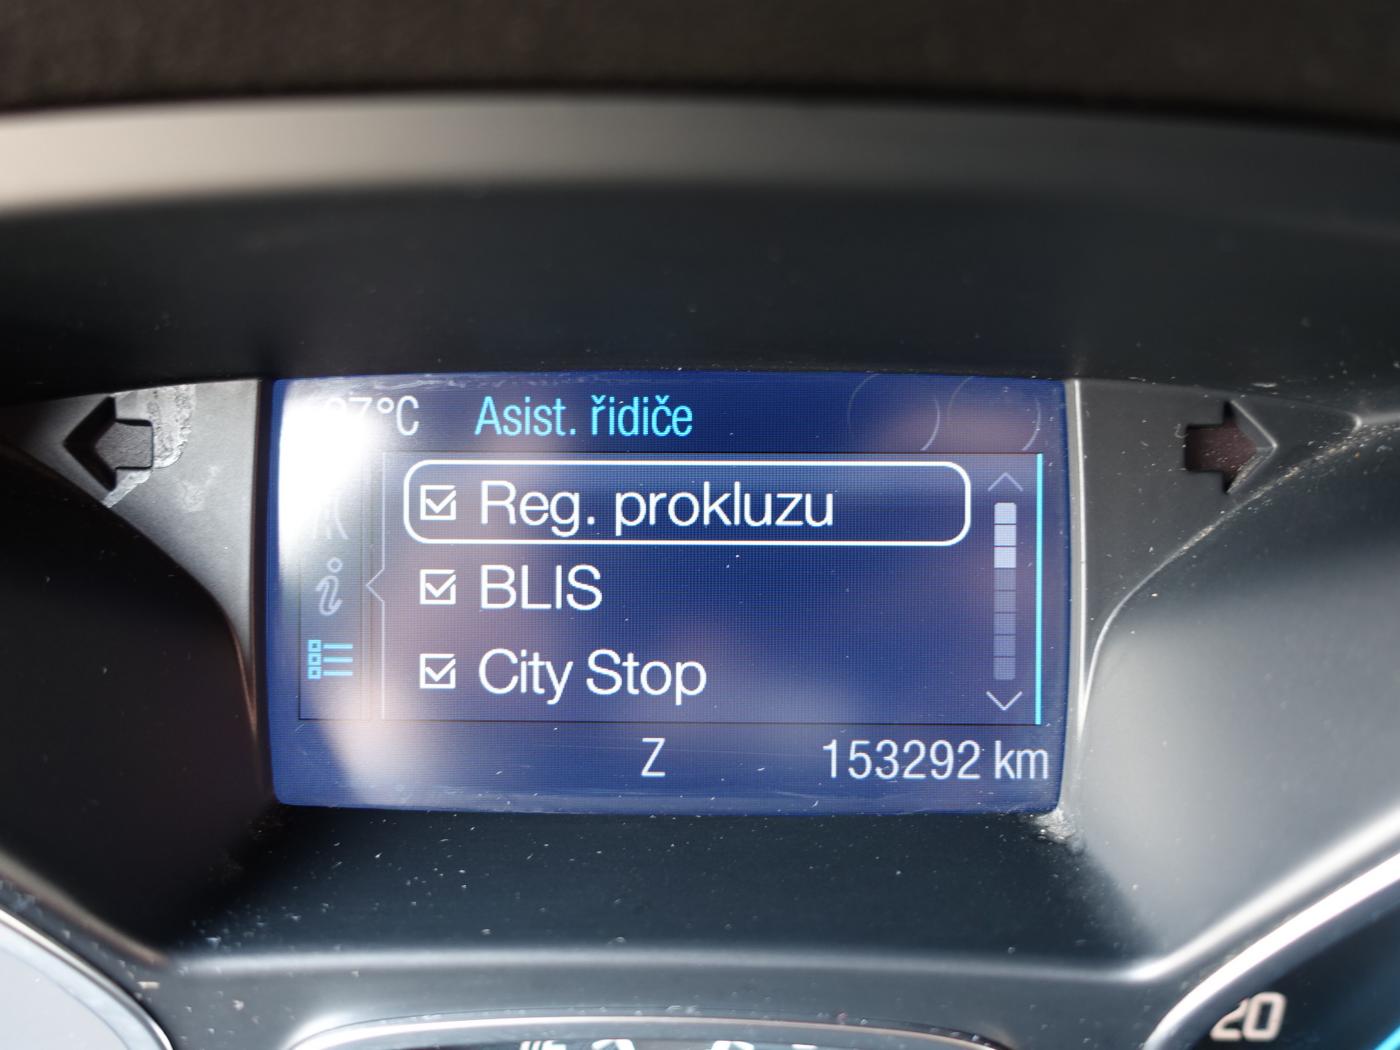 °C Asist. řidiče
Reg. prokluzu
BLIS
City Stop
Z 153292 km
20